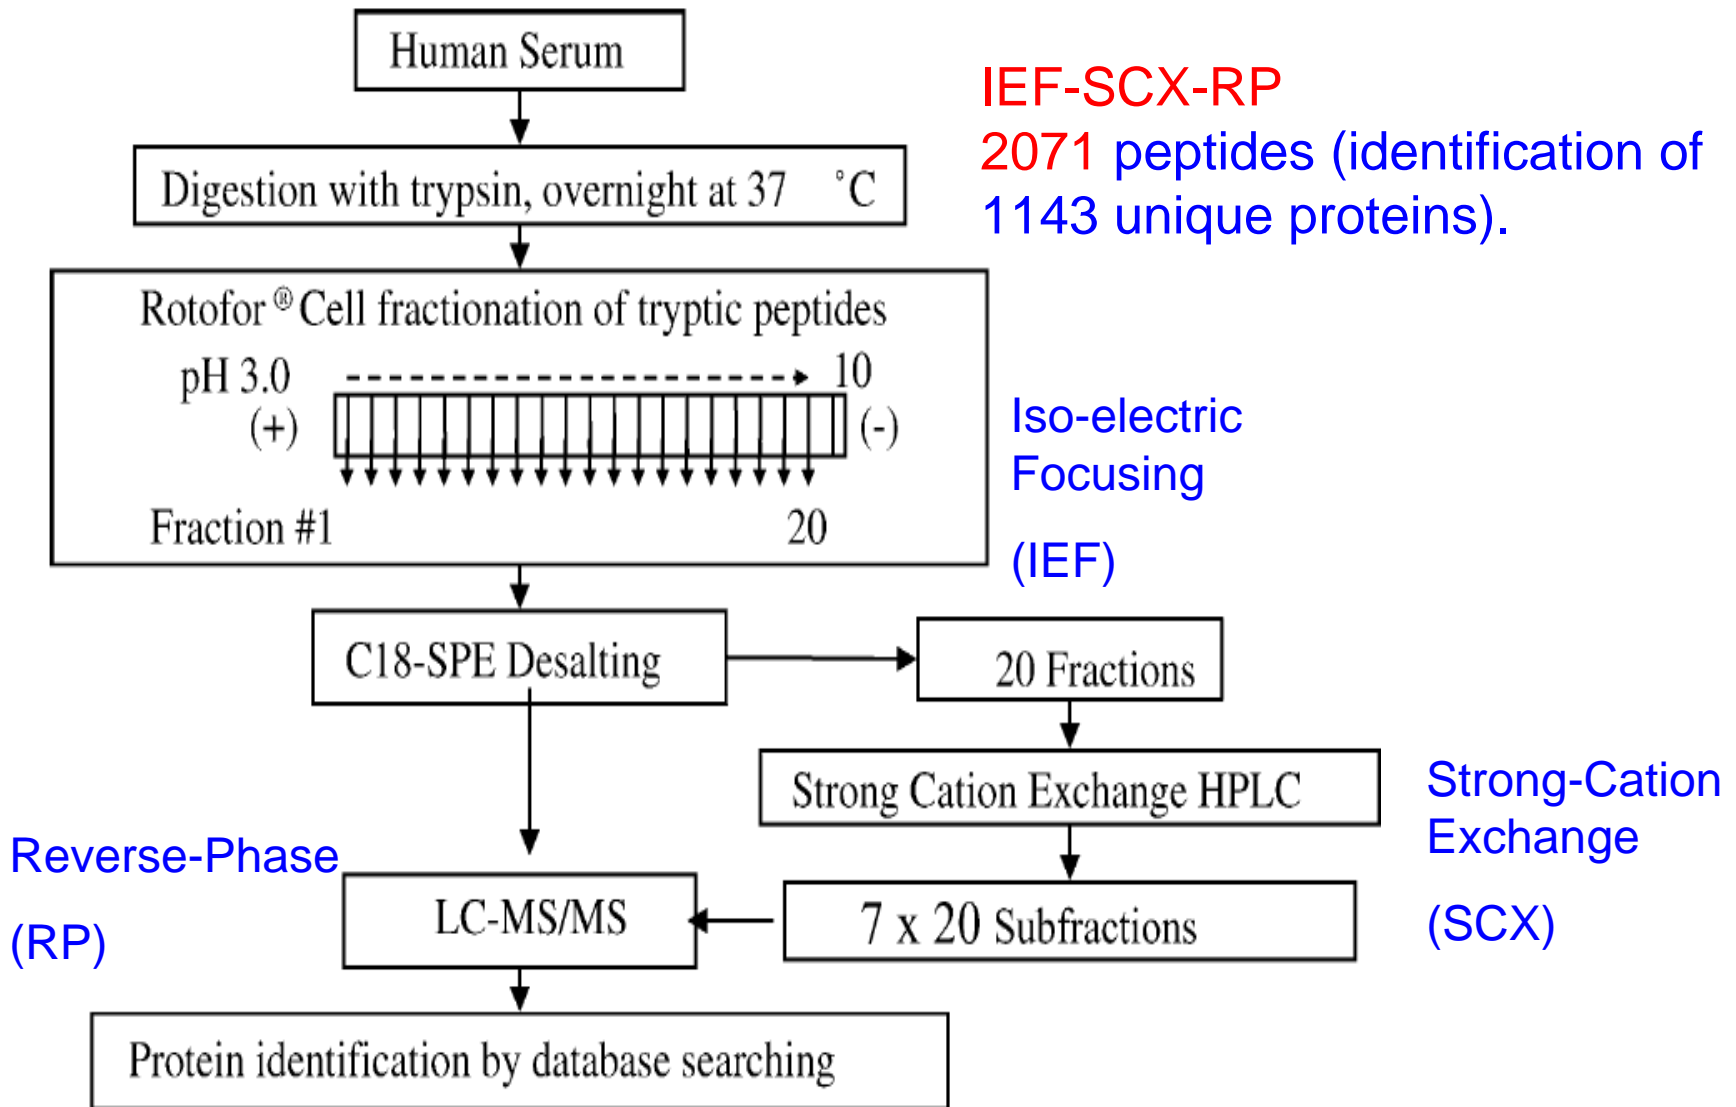 Human Serum
IEF-SCX-RP
2071 peptides (identification of
1143 unique proteins).
Digestion with trypsin, overnight at 37 °C
Rotofor ® Cell fractionation of tryptic peptides
pH 3.0 10
(+) (-)
Fraction #1 20
Iso-electric
Focusing
(IEF)
C18-SPE Desalting
20 Fractions
Strong Cation Exchange HPLC
Strong-Cation
Exchange
(SCX)
7 x 20 Subfractions
Reverse-Phase
(RP)
LC-MS/MS
Protein identification by database searching